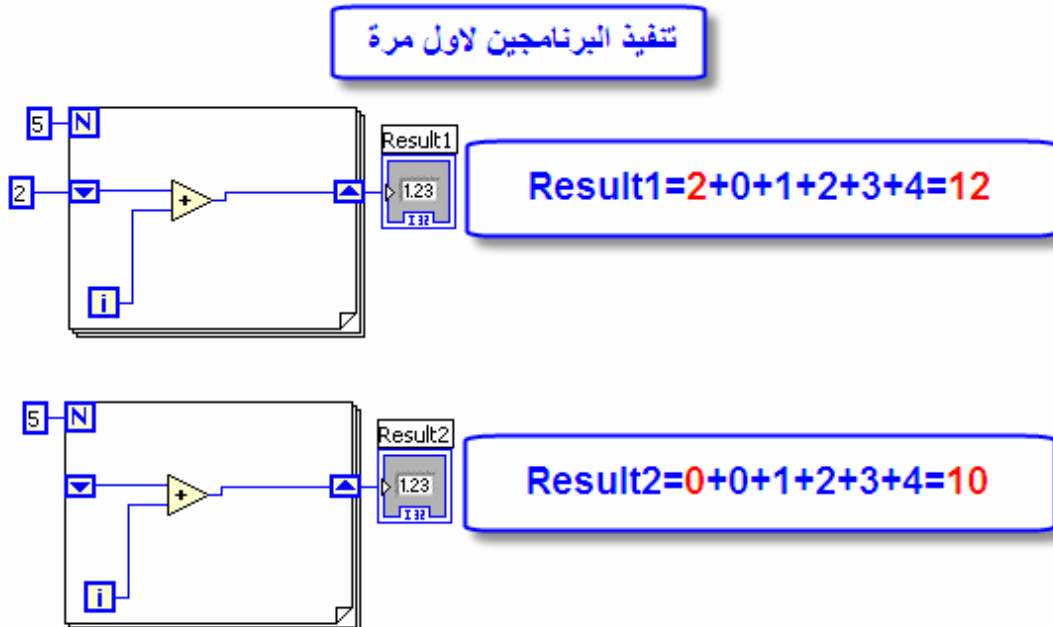 تنفيذ البرنامجين لاول مرة
5 N
Result1
2
1.23
I32
Result1=2+0+1+2+3+4=12
+
i
5 N
Result2
1.23
I32
Result2=0+0+1+2+3+4=10
+
i